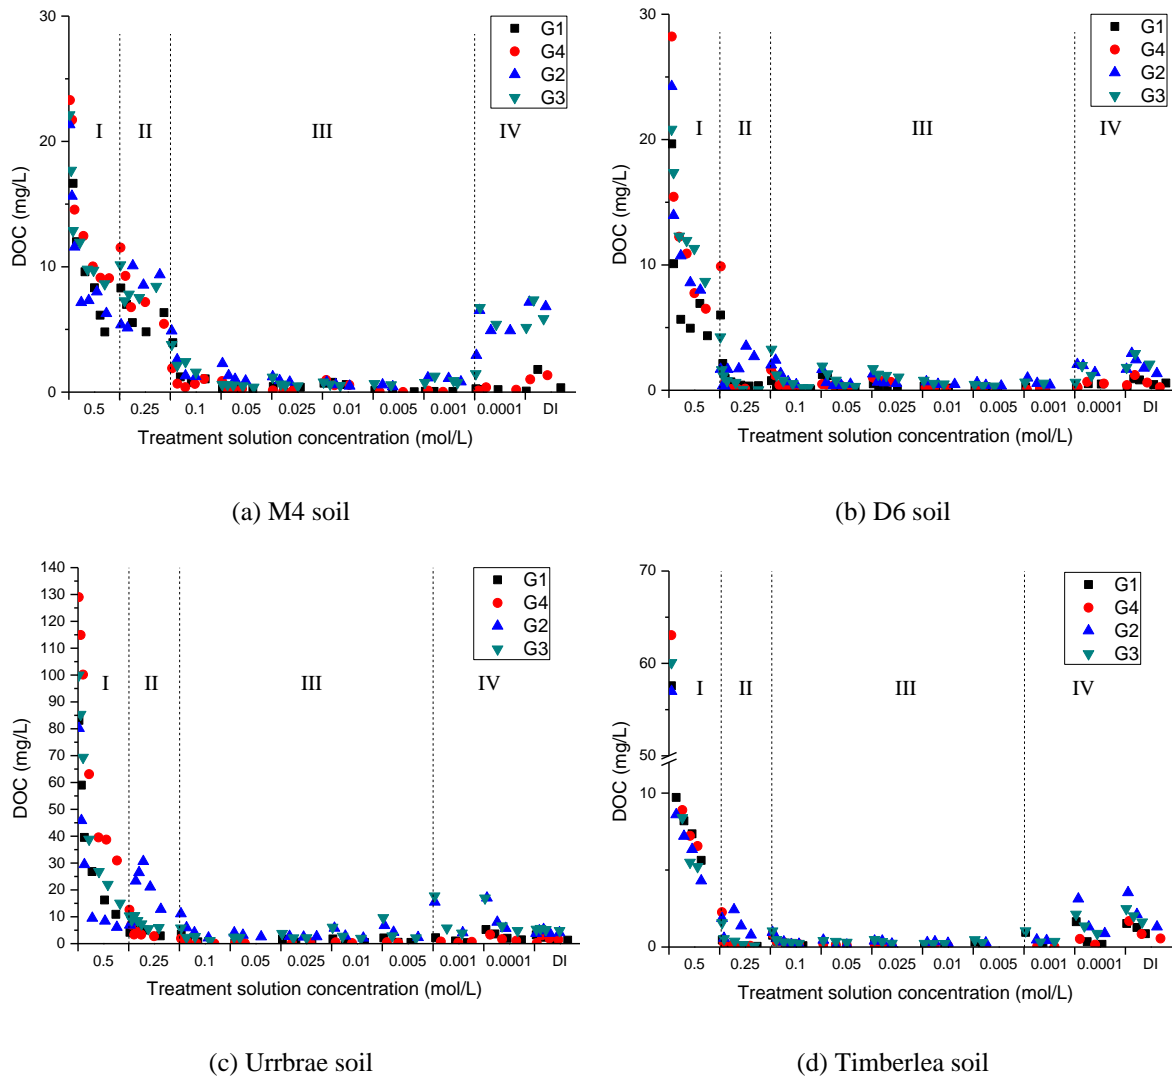 30
20
10
0
DOC (mg/L)
G1
G4
G2
G3
I II III IV
0.5 0.25 0.1 0.05 0.025 0.01 0.005 0.001 0.0001 DI
Treatment solution concentration (mol/L)
(a) M4 soil
30
20
10
0
DOC (mg/L)
G1
G4
G2
G3
I II III IV
0.5 0.25 0.1 0.05 0.025 0.01 0.005 0.001 0.0001 DI
Treatment solution concentration (mol/L)
(b) D6 soil
140
130
120
110
100
90
80
70
60
50
40
30
20
10
0
DOC (mg/L)
G1
G4
G2
G3
I II III IV
0.5 0.25 0.1 0.05 0.025 0.01 0.005 0.001 0.0001 DI
Treatment solution concentration (mol/L)
(c) Urrbrae soil
70
60
50
10
0
DOC (mg/L)
G1
G4
G2
G3
I II III IV
0.5 0.25 0.1 0.05 0.025 0.01 0.005 0.001 0.0001 DI
Treatment solution concentration (mol/L)
(d) Timberlea soil